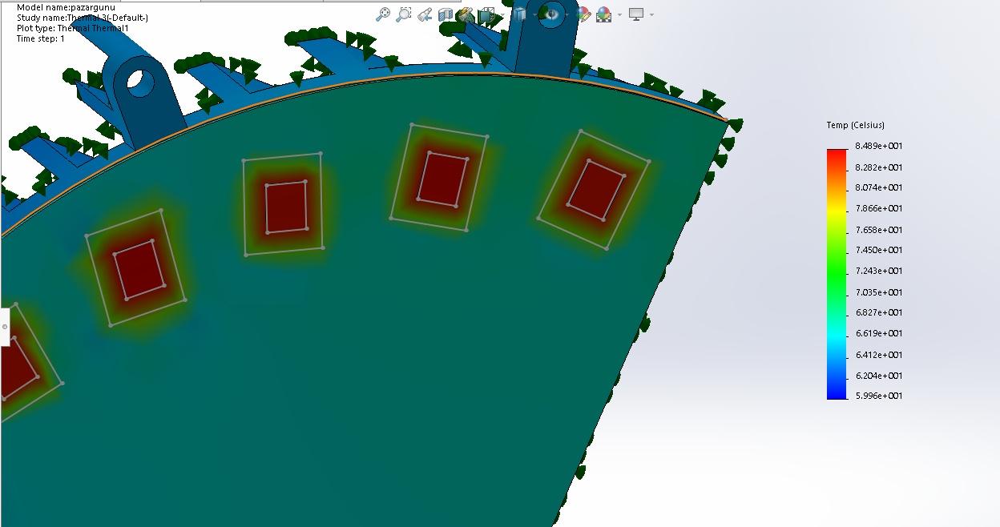 Model name:pazargunu
Study name:Thermal 3(-Default-)
Plot type: Thermal Thermal1
Time step: 1
Temp (Celsius)
8.489e+001
8.282e+001
8.074e+001
7.866e+001
7.658e+001
7.450e+001
7.243e+001
7.035e+001
6.827e+001
6.619e+001
6.412e+001
6.204e+001
5.996e+001